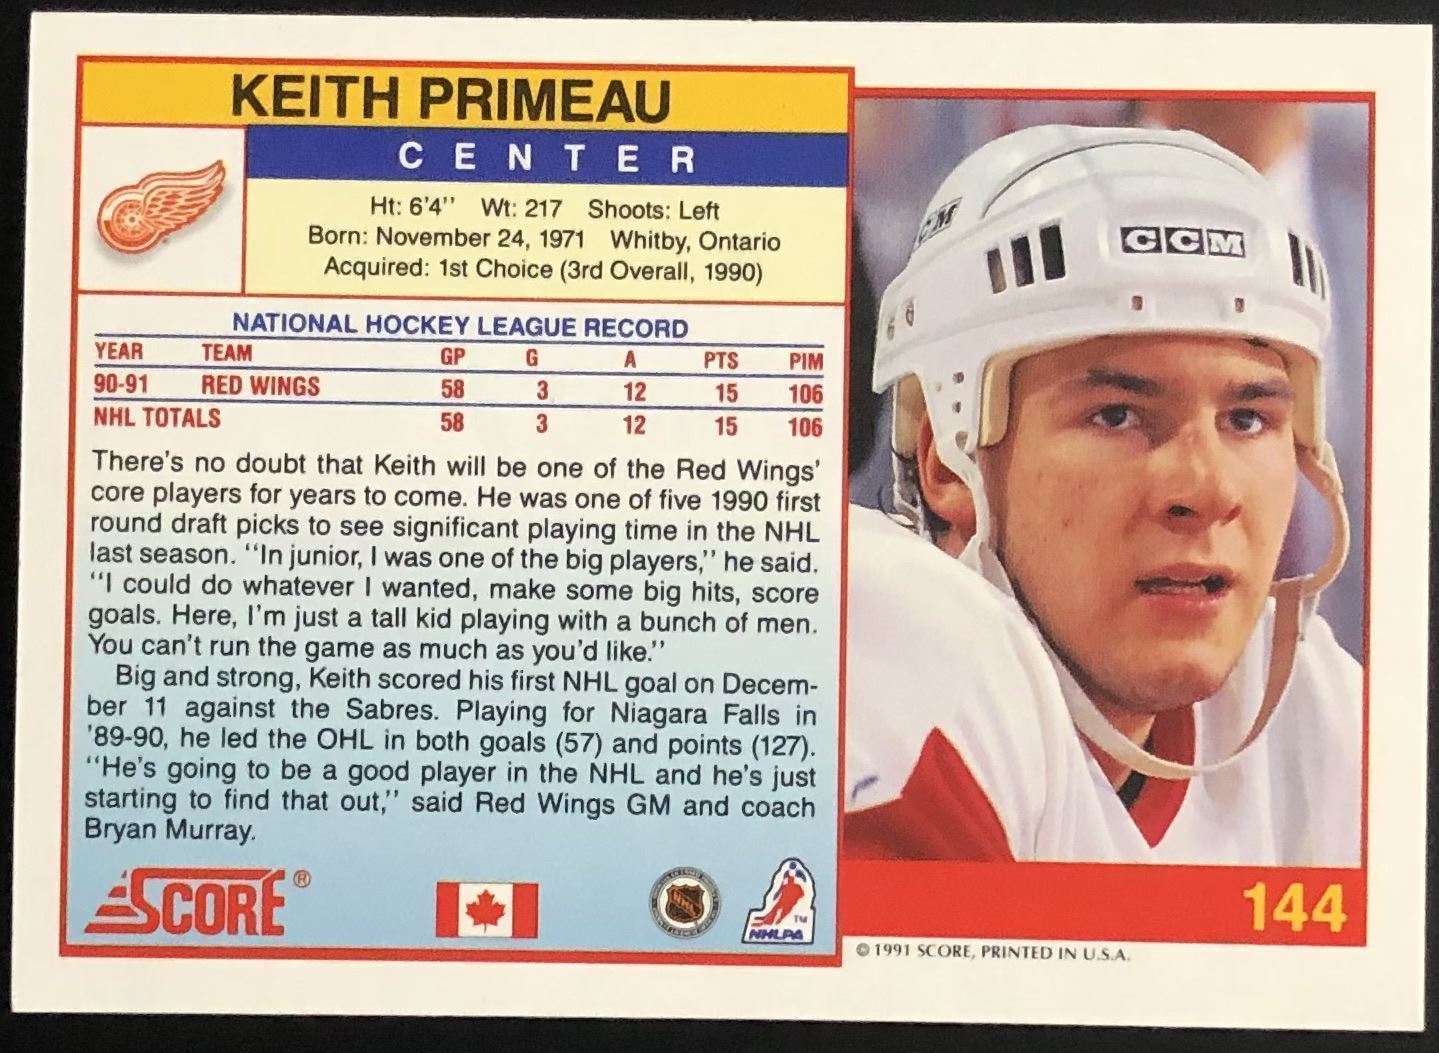 KEITH PRIMEAU
CENTER
Ht: 6'4'' Wt: 217 Shoots: Left
Born: November 24, 1971 Whitby, Ontario
Acquired: 1st Choice (3rd Overall, 1990)
NATIONAL HOCKEY LEAGUE RECORD
YEAR TEAM GP G A PTS PIM
90-91 RED WINGS 58 3 12 15 106
NHL TOTALS 58 3 12 15 106
There's no doubt that Keith will be one of the Red Wings'
core players for years to come. He was one of five 1990 first
round draft picks to see significant playing time in the NHL
last season. ''In junior, I was one of the big players,'' he said.
''I could do whatever I wanted, make some big hits, score
goals. Here, I'm just a tall kid playing with a bunch of men.
You can't run the game as much as you'd like.''
Big and strong, Keith scored his first NHL goal on Decem-
ber 11 against the Sabres. Playing for Niagara Falls in
'89-90, he led the OHL in both goals (57) and points (127).
''He's going to be a good player in the NHL and he's just
starting to find that out,'' said Red Wings GM and coach
Bryan Murray.
SCORE®
NHL
TM
NHLPA
CCM
CCM
144
© 1991 SCORE, PRINTED IN U.S.A.